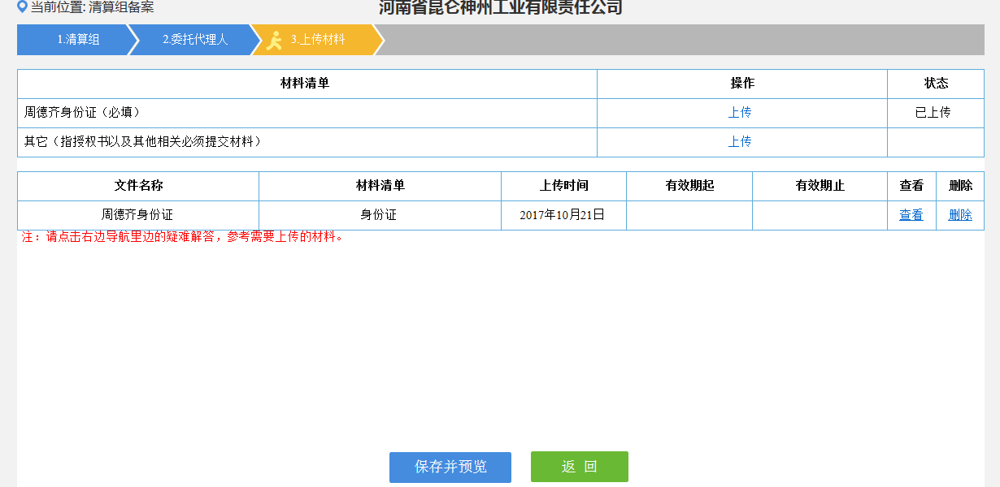 当前位置: 清算组备案
河南省昆仑神州工业有限责任公司
1.清算组 2.委托代理人 3.上传材料
材料清单 操作 状态
周德齐身份证（必填） 上传 已上传
其它（指授权书以及其他相关必须提交材料） 上传
文件名称 材料清单 上传时间 有效期起 有效期止 查看 删除
周德齐身份证 身份证 2017年10月21日 查看 删除
注：请点击右边导航里边的疑难解答，参考需要上传的材料。
保存并预览 返 回